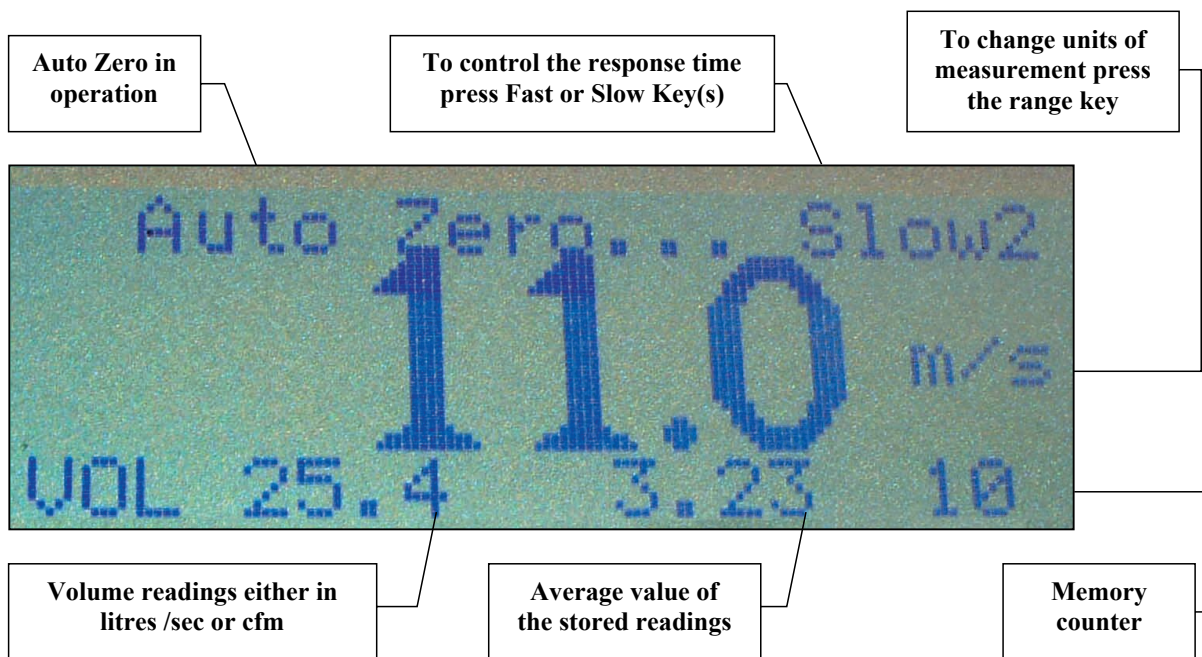 Auto Zero in
operation
To control the response time
press Fast or Slow Key(s)
To change units of
measurement press
the range key
Auto Zero... Slow2
11.0
m/s
VOL 25.4 3.23 10
Volume readings either in
litres /sec or cfm
Average value of
the stored readings
Memory
counter